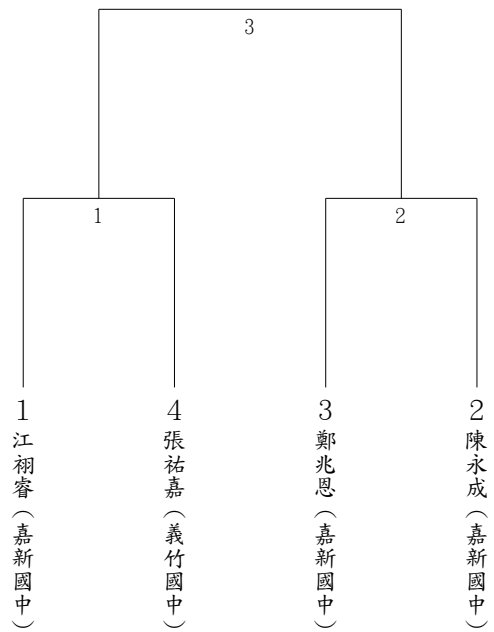 3
1
2
1 江祤睿（嘉新國中）
4 張祐嘉（義竹國中）
3 鄭兆恩（嘉新國中）
2 陳永成（嘉新國中）